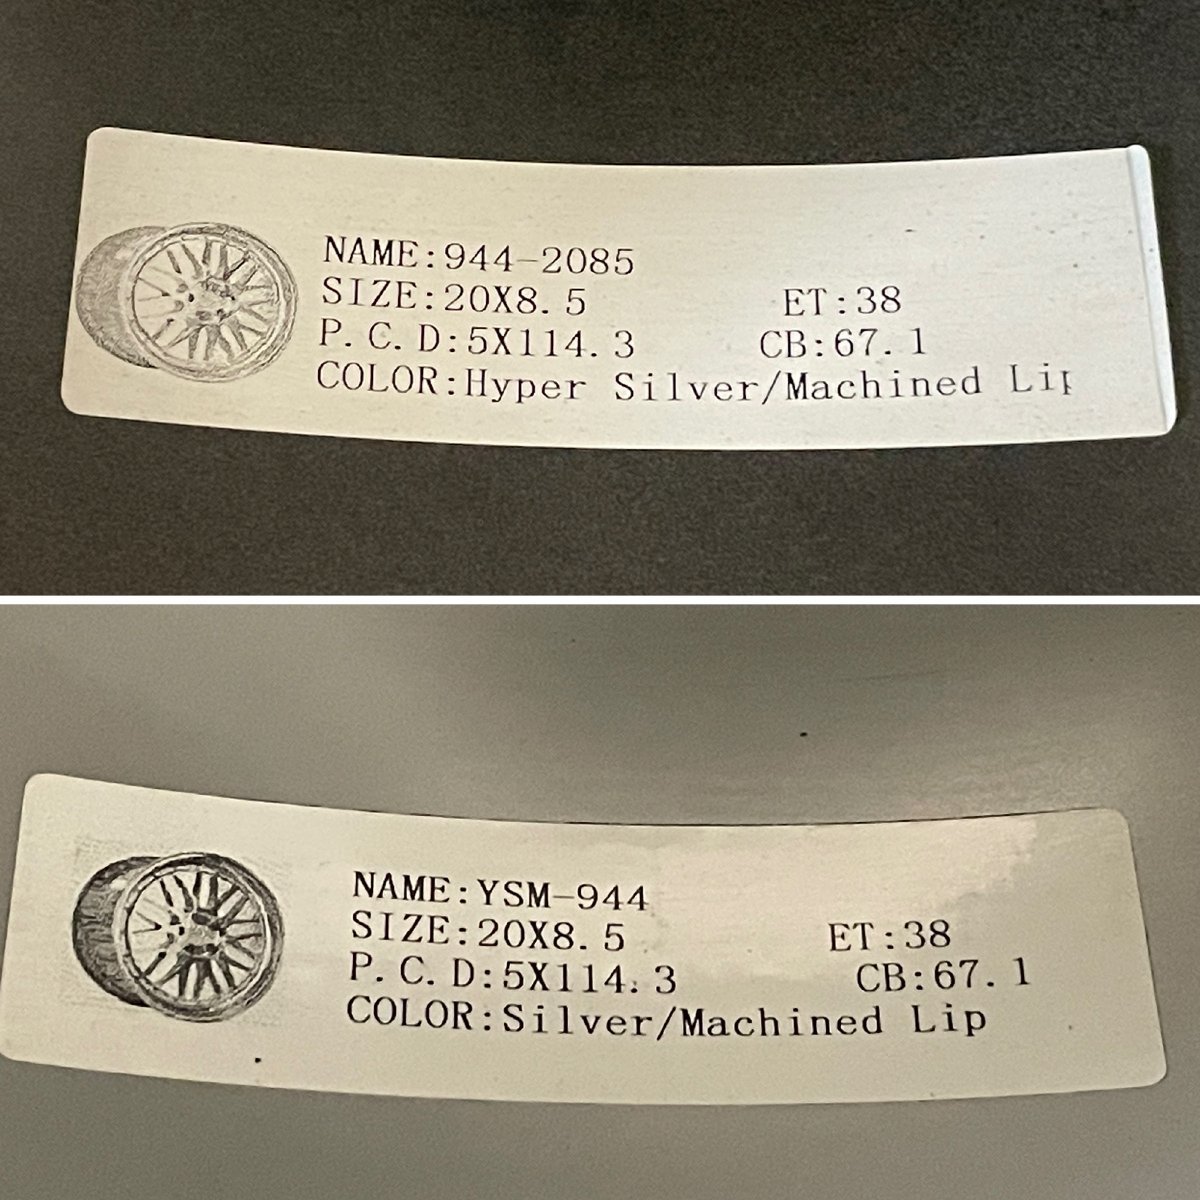 NAME:944-2085
SIZE:20X8.5 ET:38
P.C.D:5X114.3 CB:67.1
COLOR:Hyper Silver/Machined Lip
NAME:YSM-944
SIZE:20X8.5 ET:38
P.C.D:5X114.3 CB:67.1
COLOR:Silver/Machined Lip